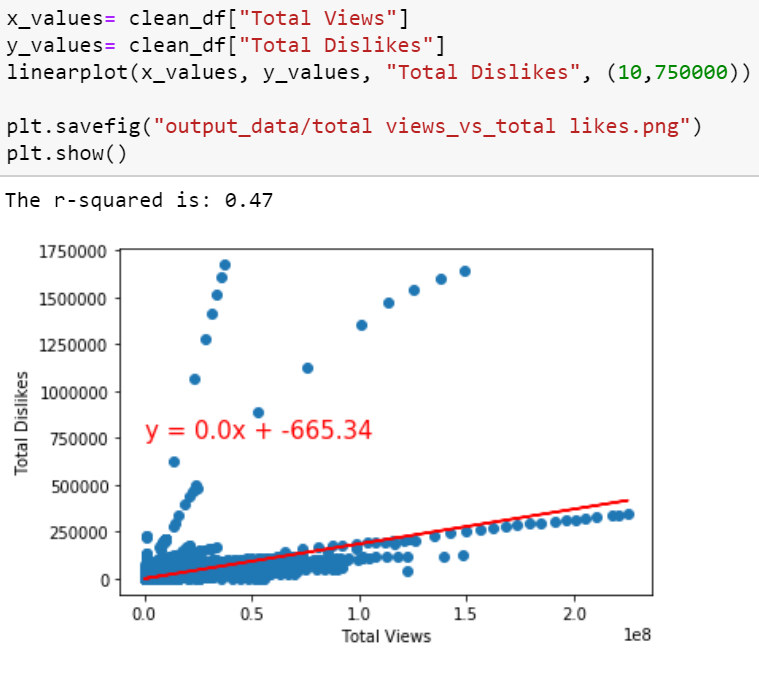 x_values= clean_df["Total Views"]
y_values= clean_df["Total Dislikes"]
linearplot(x_values, y_values, "Total Dislikes", (10,750000))
plt.savefig("output_data/total views_vs_total likes.png")
plt.show()
The r-squared is: 0.47
1750000
1500000
1250000
1000000
750000
500000
250000
0
Total Dislikes
y = 0.0x + -665.34
0.0 0.5 1.0 1.5 2.0
1e8
Total Views